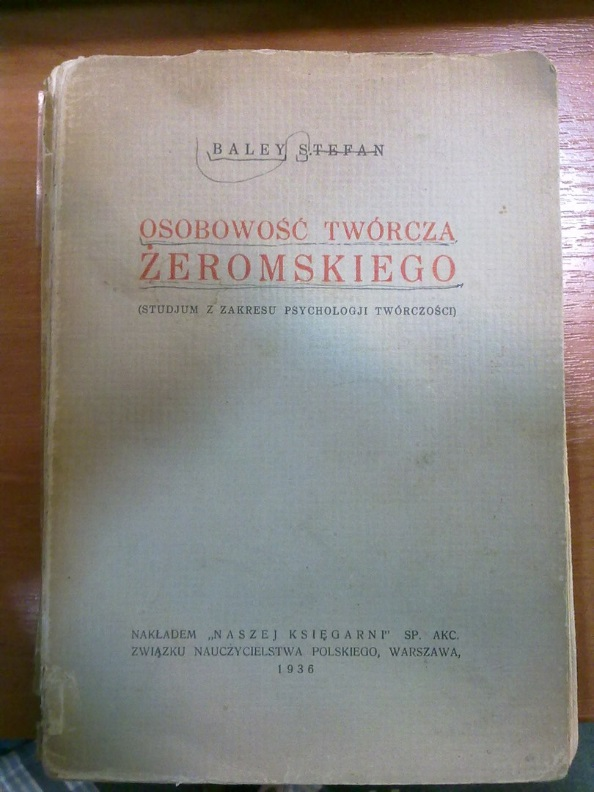 BALEY STEFAN
OSOBOWOŚĆ TWÓRCZA
ŻEROMSKIEGO
(STUDJUM Z ZAKRESU PSYCHOLOGJI TWÓRCZOŚCI)
NAKŁADEM „NASZEJ KSIĘGARNI" SP. AKC.
ZWIĄZKU NAUCZYCIELSTWA POLSKIEGO, WARSZAWA,
1936